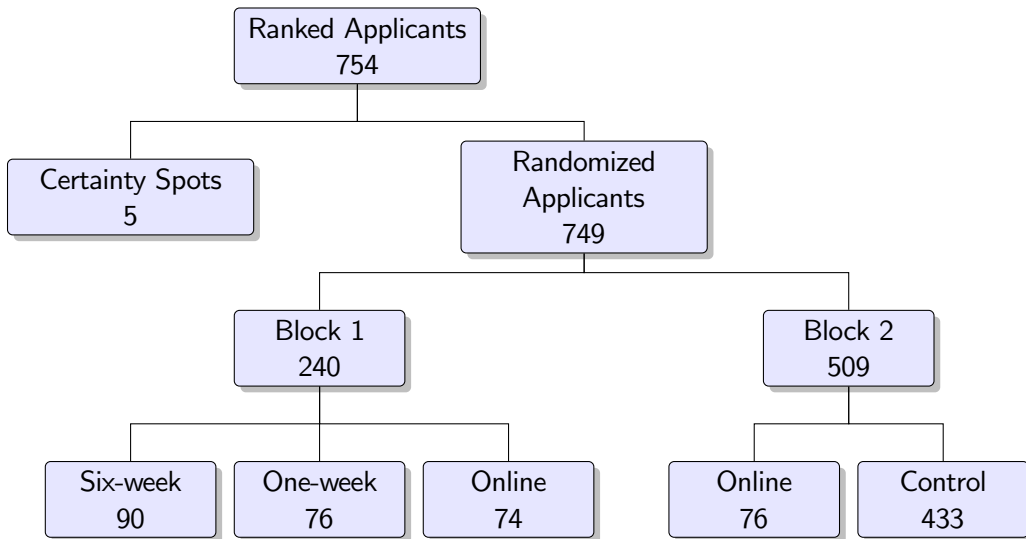 Ranked Applicants
754
Certainty Spots
5
Randomized
Applicants
749
Block 1
240
Block 2
509
Six-week
90
One-week
76
Online
74
Online
76
Control
433